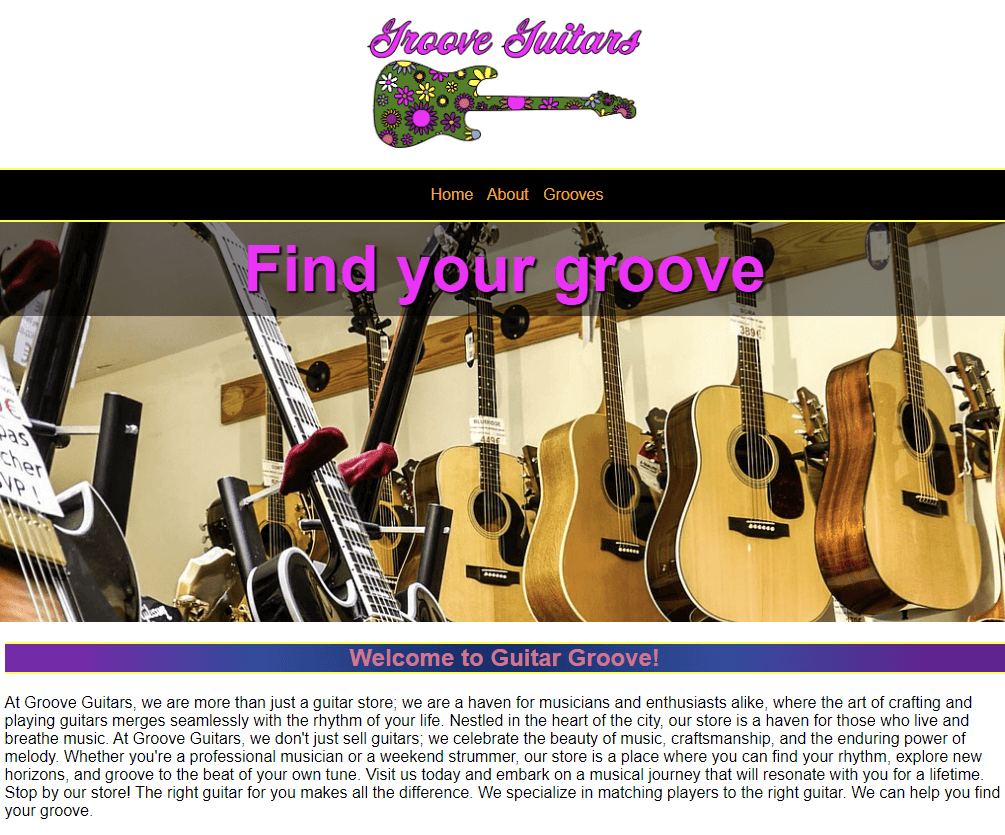 Groove Guitars
Home About Grooves
Find your groove
389€
BLUERIDGE
449€
pas
cher
VP !
Gibson
Welcome to Guitar Groove!
At Groove Guitars, we are more than just a guitar store; we are a haven for musicians and enthusiasts alike, where the art of crafting and
playing guitars merges seamlessly with the rhythm of your life. Nestled in the heart of the city, our store is a haven for those who live and
breathe music. At Groove Guitars, we don't just sell guitars; we celebrate the beauty of music, craftsmanship, and the enduring power of
melody. Whether you're a professional musician or a weekend strummer, our store is a place where you can find your rhythm, explore new
horizons, and groove to the beat of your own tune. Visit us today and embark on a musical journey that will resonate with you for a lifetime.
Stop by our store! The right guitar for you makes all the difference. We specialize in matching players to the right guitar. We can help you find
your groove.